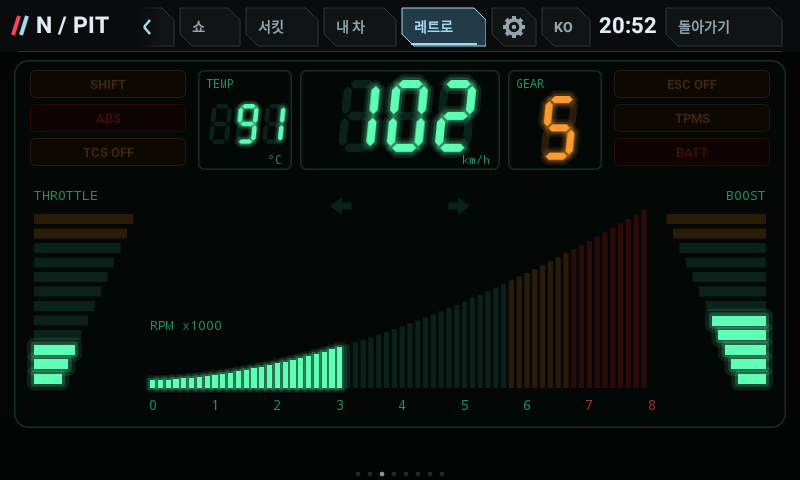 N / PIT
쇼
서킷
내 차
레트로
KO
20:52
돌아가기
SHIFT
ABS
TCS OFF
TEMP
91
°C
102
km/h
GEAR
5
ESC OFF
TPMS
BATT
THROTTLE
BOOST
RPM x1000
0 1 2 3 4 5 6 7 8